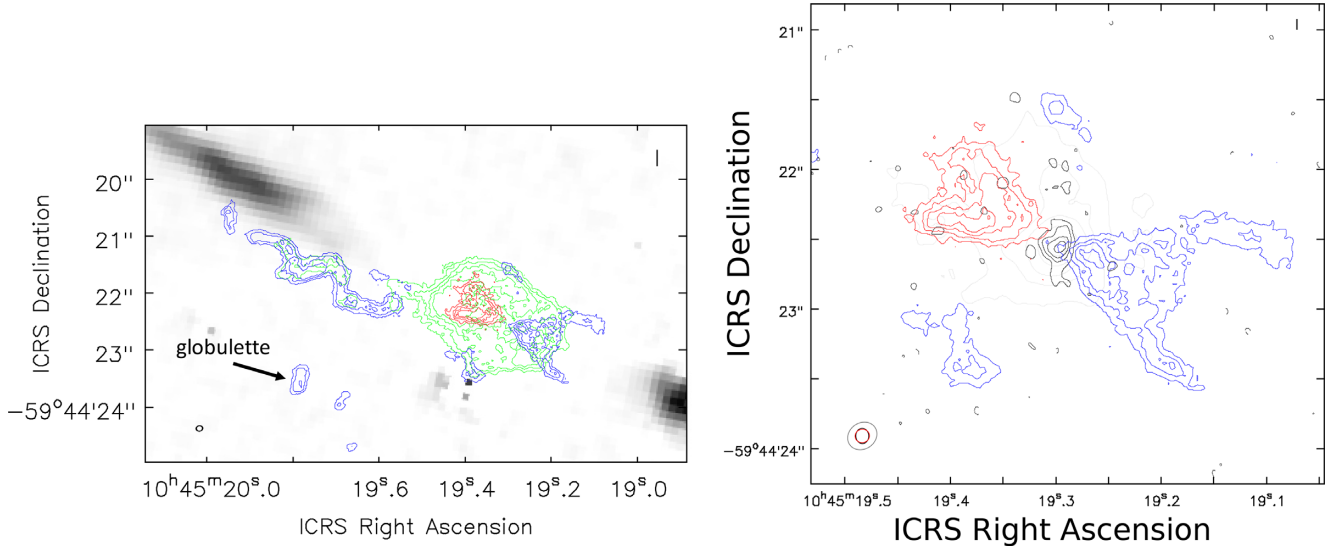 20"
21"
22"
23"
−59°44'24"
ICRS Declination
globulette
I
10ʰ45ᵐ20ˢ.0
19ˢ.6
19ˢ.4
19ˢ.2
19ˢ.0
ICRS Right Ascension
21"
22"
23"
−59°44'24"
ICRS Declination
I
10ʰ45ᵐ19ˢ.5
19ˢ.4
19ˢ.3
19ˢ.2
19ˢ.1
ICRS Right Ascension